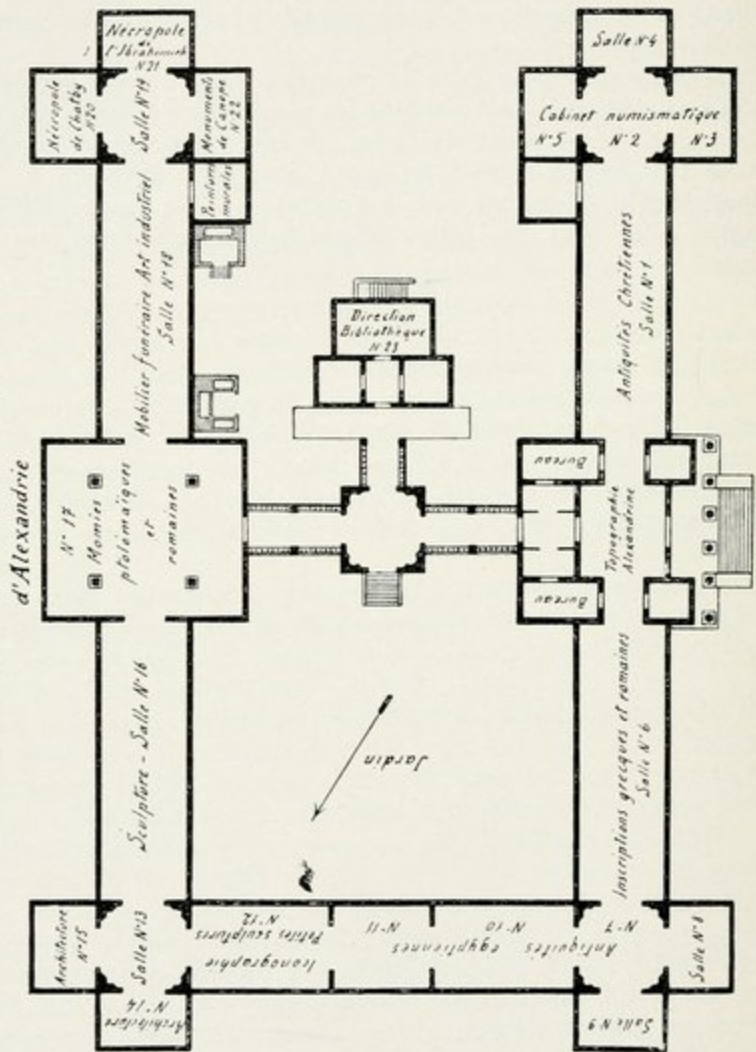 d'Alexandrie
Nécropole
de
l'Ibrahimieh
N°21
Nécropole
de Chatby
N°20
Salle N°19
Monuments
de Canope
N°22
Peintures
murales
Mobilier funéraire Art industriel
Salle N°18
N° 17
Momies
ptolémaïques
et
romaines
Sculpture - Salle N°16
Architecture
N°15
Salle N°13
Architecture
N°14
Iconographie
Petites sculptures
N°12
N°11
Antiquités égyptiennes
N°10
N°7
Salle N°8
Salle N°9
Inscriptions grecques et romaines
Salle N°6
Bureau
Topographie
Alexandrine
Bureau
Antiquités Chrétiennes
Salle N°1
Cabinet numismatique
N°5
N°2
N°3
Salle N°4
Direction
Bibliothèque
N°23
Jardin